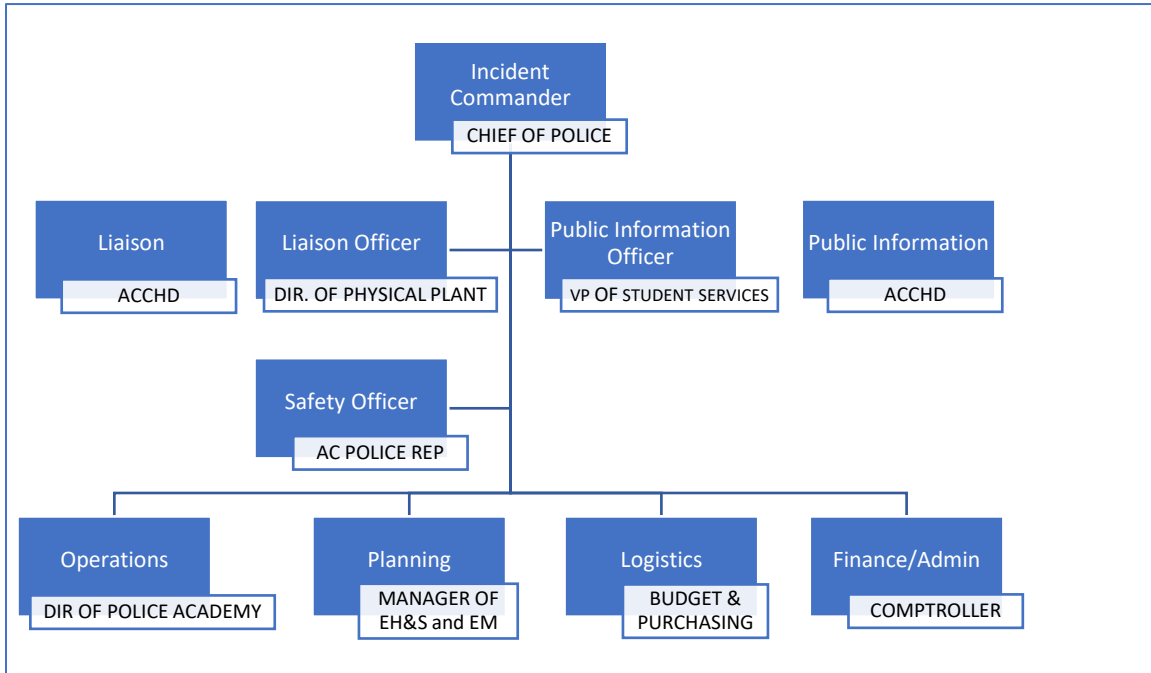 Incident
Commander
CHIEF OF POLICE
Liaison
ACCHD
Liaison Officer
DIR. OF PHYSICAL PLANT
Public Information
Officer
VP OF STUDENT SERVICES
Public Information
ACCHD
Safety Officer
AC POLICE REP
Operations
DIR OF POLICE ACADEMY
Planning
MANAGER OF
EH&S and EM
Logistics
BUDGET &
PURCHASING
Finance/Admin
COMPTROLLER